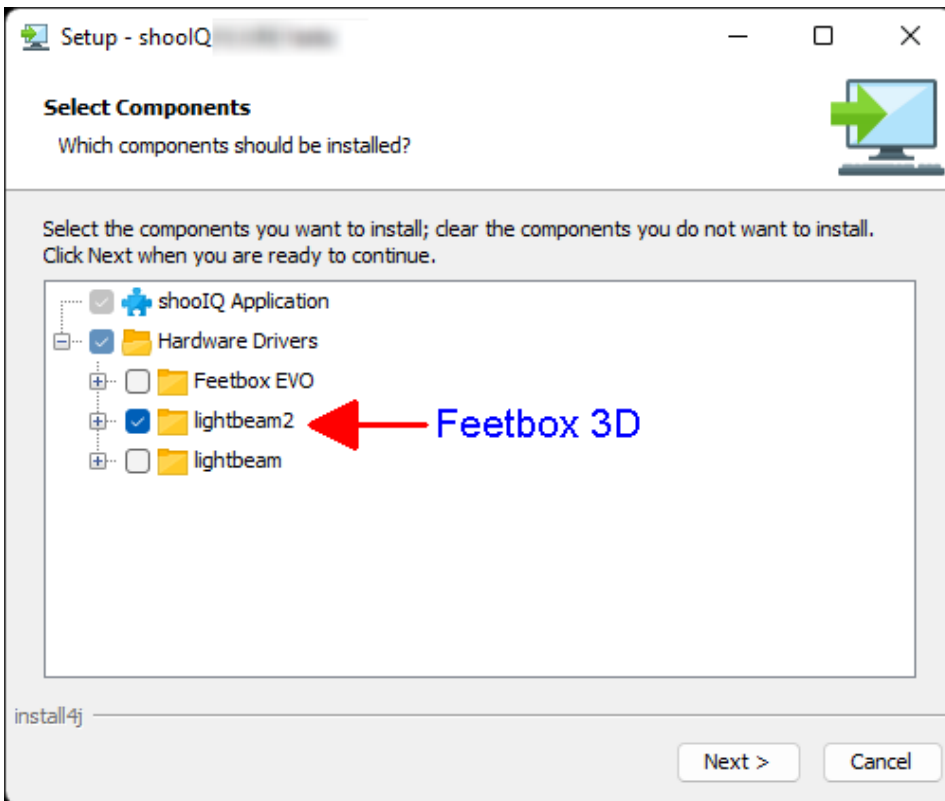 Setup - shooIQ
Select Components
Which components should be installed?
Select the components you want to install; clear the components you do not want to install.
Click Next when you are ready to continue.
shooIQ Application
Hardware Drivers
Feetbox EVO
lightbeam2
Feetbox 3D
lightbeam
install4j
Next >
Cancel